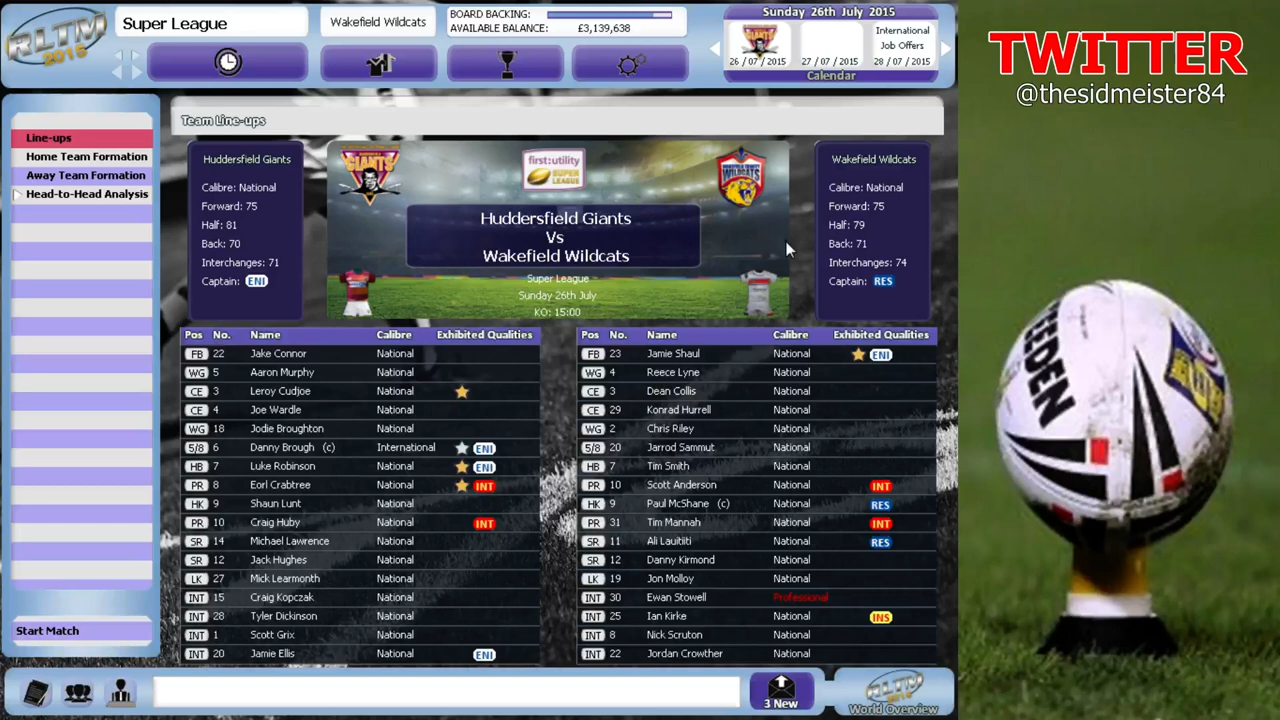 RLTM 2015
Super League
Wakefield Wildcats
BOARD BACKING:
AVAILABLE BALANCE: £3,139,638
Sunday 26th July 2015
GIANTS
26 / 07 / 2015
27 / 07 / 2015
International
Job Offers
28 / 07 / 2015
Calendar
TWITTER
@thesidmeister84
Line-ups
Home Team Formation
Away Team Formation
Head-to-Head Analysis
Start Match
Team Line-ups
Huddersfield Giants
Calibre: National
Forward: 75
Half: 81
Back: 70
Interchanges: 71
Captain: ENI
GIANTS
first:utility
SUPER LEAGUE
WILDCATS
Huddersfield Giants
Vs
Wakefield Wildcats
Super League
Sunday 26th July
KO: 15:00
Wakefield Wildcats
Calibre: National
Forward: 75
Half: 79
Back: 71
Interchanges: 74
Captain: RES
Pos No. Name Calibre Exhibited Qualities
FB 22 Jake Connor National
WG 5 Aaron Murphy National
CE 3 Leroy Cudjoe National
CE 4 Joe Wardle National
WG 18 Jodie Broughton National
5/8 6 Danny Brough (c) International ENI
HB 7 Luke Robinson National ENI
PR 8 Eorl Crabtree National INT
HK 9 Shaun Lunt National
PR 10 Craig Huby National INT
SR 14 Michael Lawrence National
SR 12 Jack Hughes National
LK 27 Mick Learmonth National
INT 15 Craig Kopczak National
INT 28 Tyler Dickinson National
INT 1 Scott Grix National
INT 20 Jamie Ellis National ENI
Pos No. Name Calibre Exhibited Qualities
FB 23 Jamie Shaul National ENI
WG 4 Reece Lyne National
CE 3 Dean Collis National
CE 29 Konrad Hurrell National
WG 2 Chris Riley National
5/8 20 Jarrod Sammut National
HB 7 Tim Smith National
PR 10 Scott Anderson National INT
HK 9 Paul McShane (c) National RES
PR 31 Tim Mannah National INT
SR 11 Ali Lauitiiti National RES
SR 12 Danny Kirmond National
LK 19 Jon Molloy National
INT 30 Ewan Stowell Professional
INT 25 Ian Kirke National INS
INT 8 Nick Scruton National
INT 22 Jordan Crowther National
3 New
RLTM
World Overview